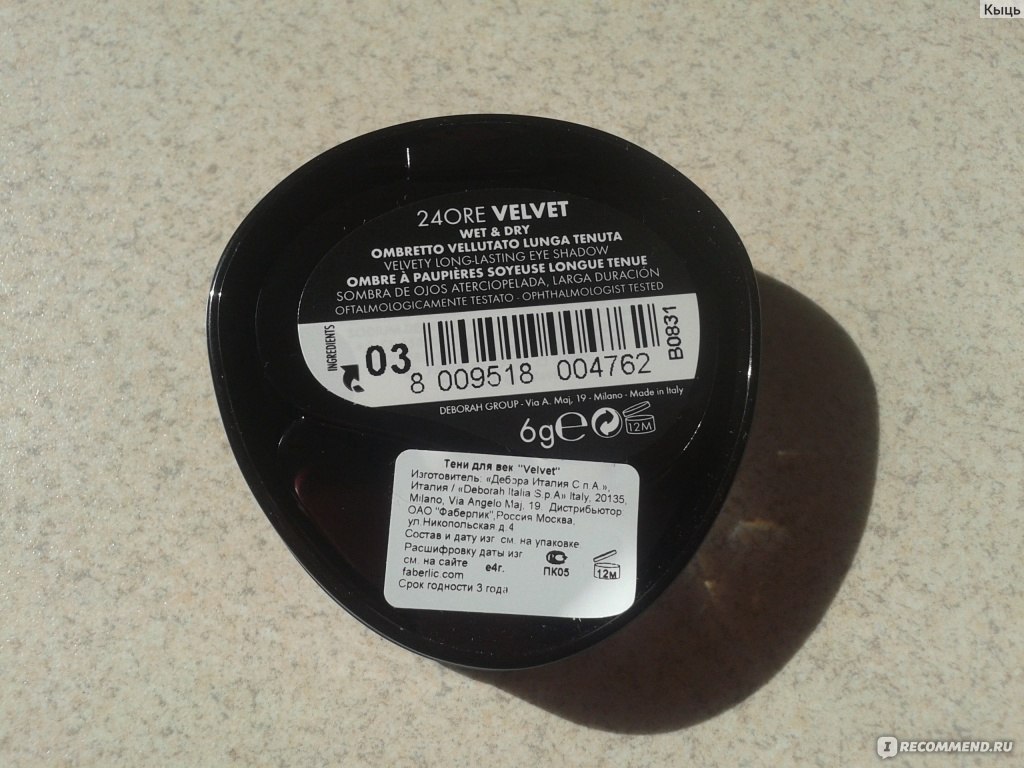 Кыць
24ORE VELVET
WET & DRY
OMBRETTO VELLUTATO LUNGA TENUTA
VELVETY LONG-LASTING EYE SHADOW
OMBRE À PAUPIÈRES SOYEUSE LONGUE TENUE
SOMBRA DE OJOS ATERCIOPELADA, LARGA DURACIÓN
OFTALMOLOGICAMENTE TESTATO - OPHTHALMOLOGIST TESTED
INGREDIENTS
03
8 009518 004762
B0831
DEBORAH GROUP - Via A. Maj, 19 - Milano - Made in Italy
6g e 12M
Тени для век "Velvet"
Изготовитель: «Дебора Италия С.п.А.»,
Италия / «Deborah Italia S.p.A» Italy, 20135,
Milano, Via Angelo Maj, 19. Дистрибьютор:
ОАО "Фаберлик",Россия Москва,
ул.Никопольская д.4
Состав и дату изг. см. на упаковке
Расшифровку даты изг
см. на сайте е4г.
faberlic.com ПК05 12м
Срок годности 3 года
IRECOMMEND.RU